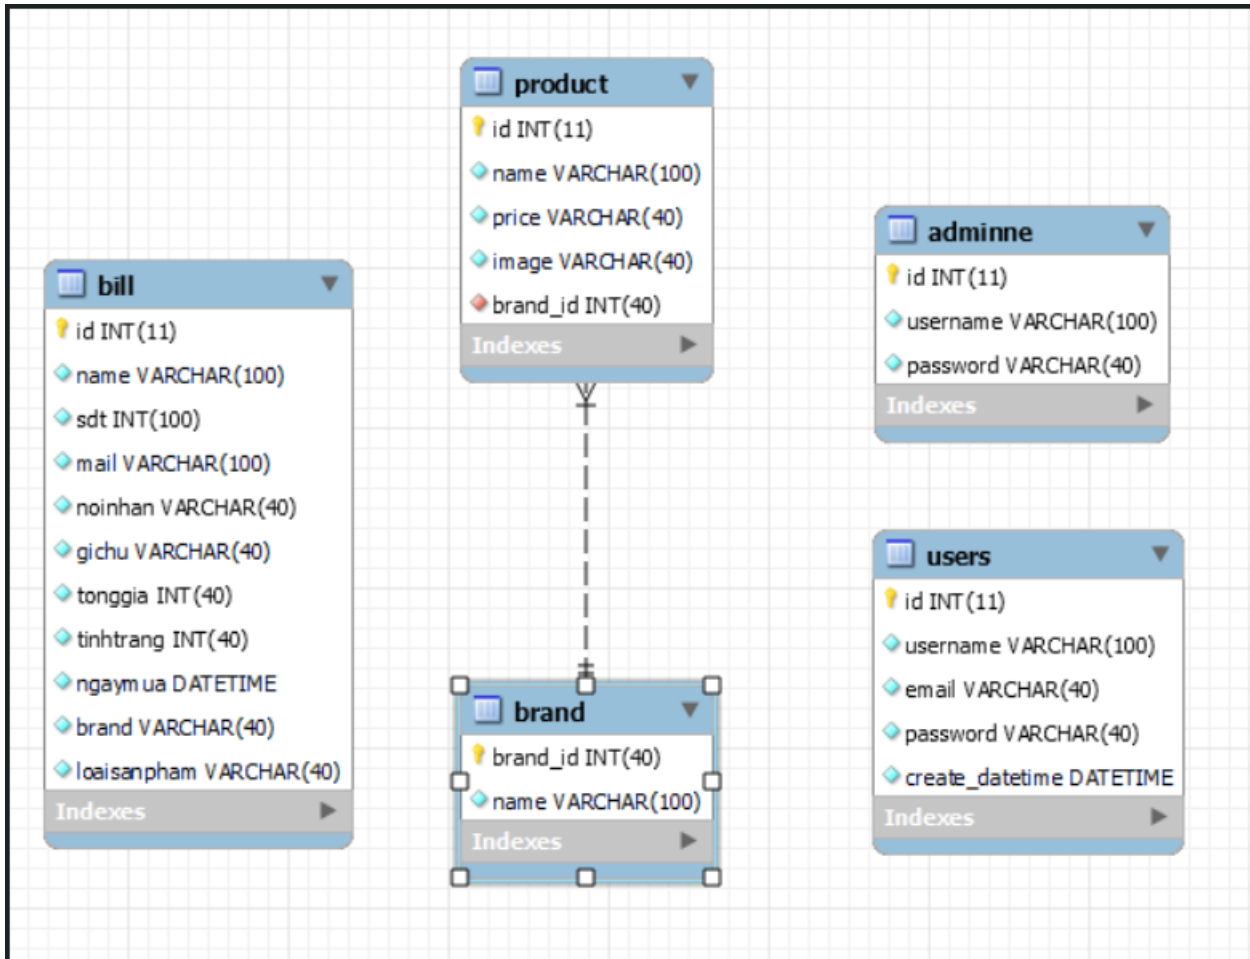 product
id INT(11)
name VARCHAR(100)
price VARCHAR(40)
image VARCHAR(40)
brand_id INT(40)
Indexes
bill
id INT(11)
name VARCHAR(100)
sdt INT(100)
mail VARCHAR(100)
noinhan VARCHAR(40)
gichu VARCHAR(40)
tonggia INT(40)
tinhtrang INT(40)
ngaymua DATETIME
brand VARCHAR(40)
loaisanpham VARCHAR(40)
Indexes
brand
brand_id INT(40)
name VARCHAR(100)
Indexes
adminne
id INT(11)
username VARCHAR(100)
password VARCHAR(40)
Indexes
users
id INT(11)
username VARCHAR(100)
email VARCHAR(40)
password VARCHAR(40)
create_datetime DATETIME
Indexes